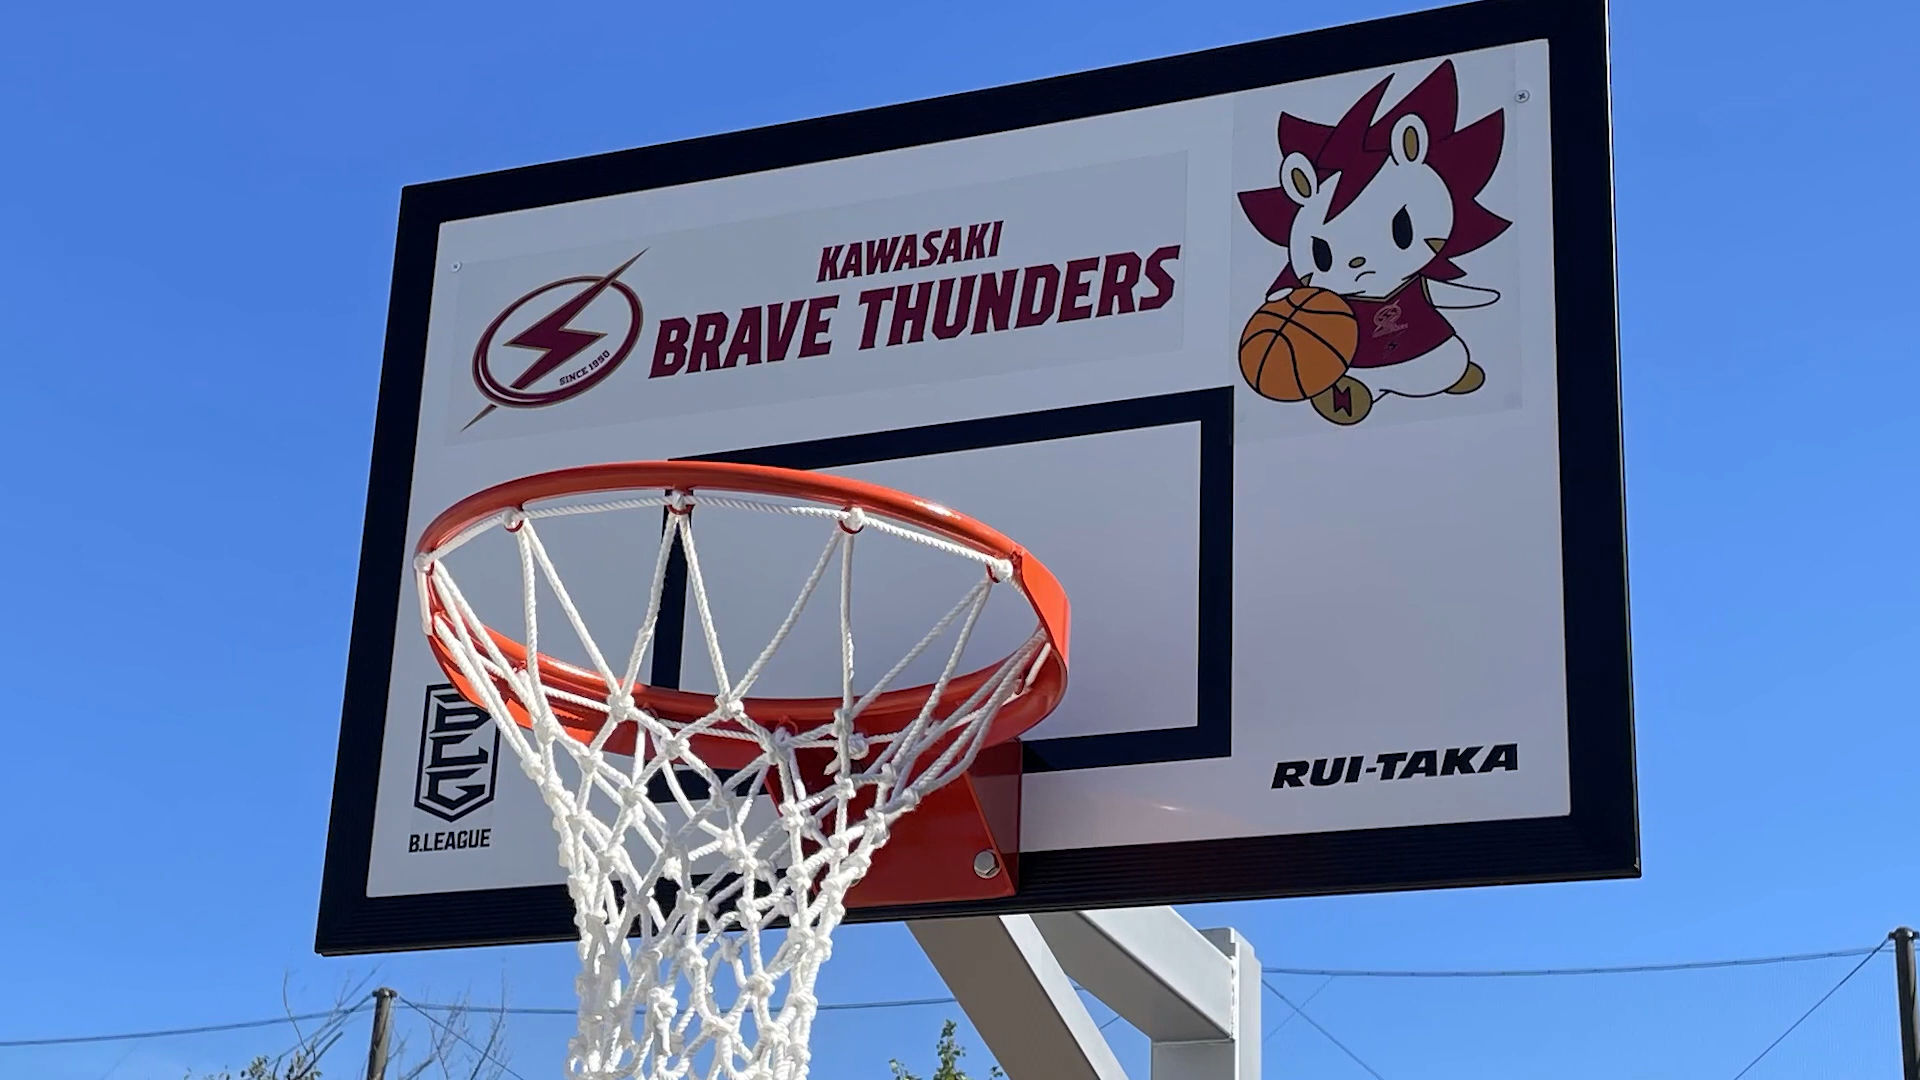 KAWASAKI
BRAVE THUNDERS
SINCE 1950
B.LEAGUE
RUI-TAKA